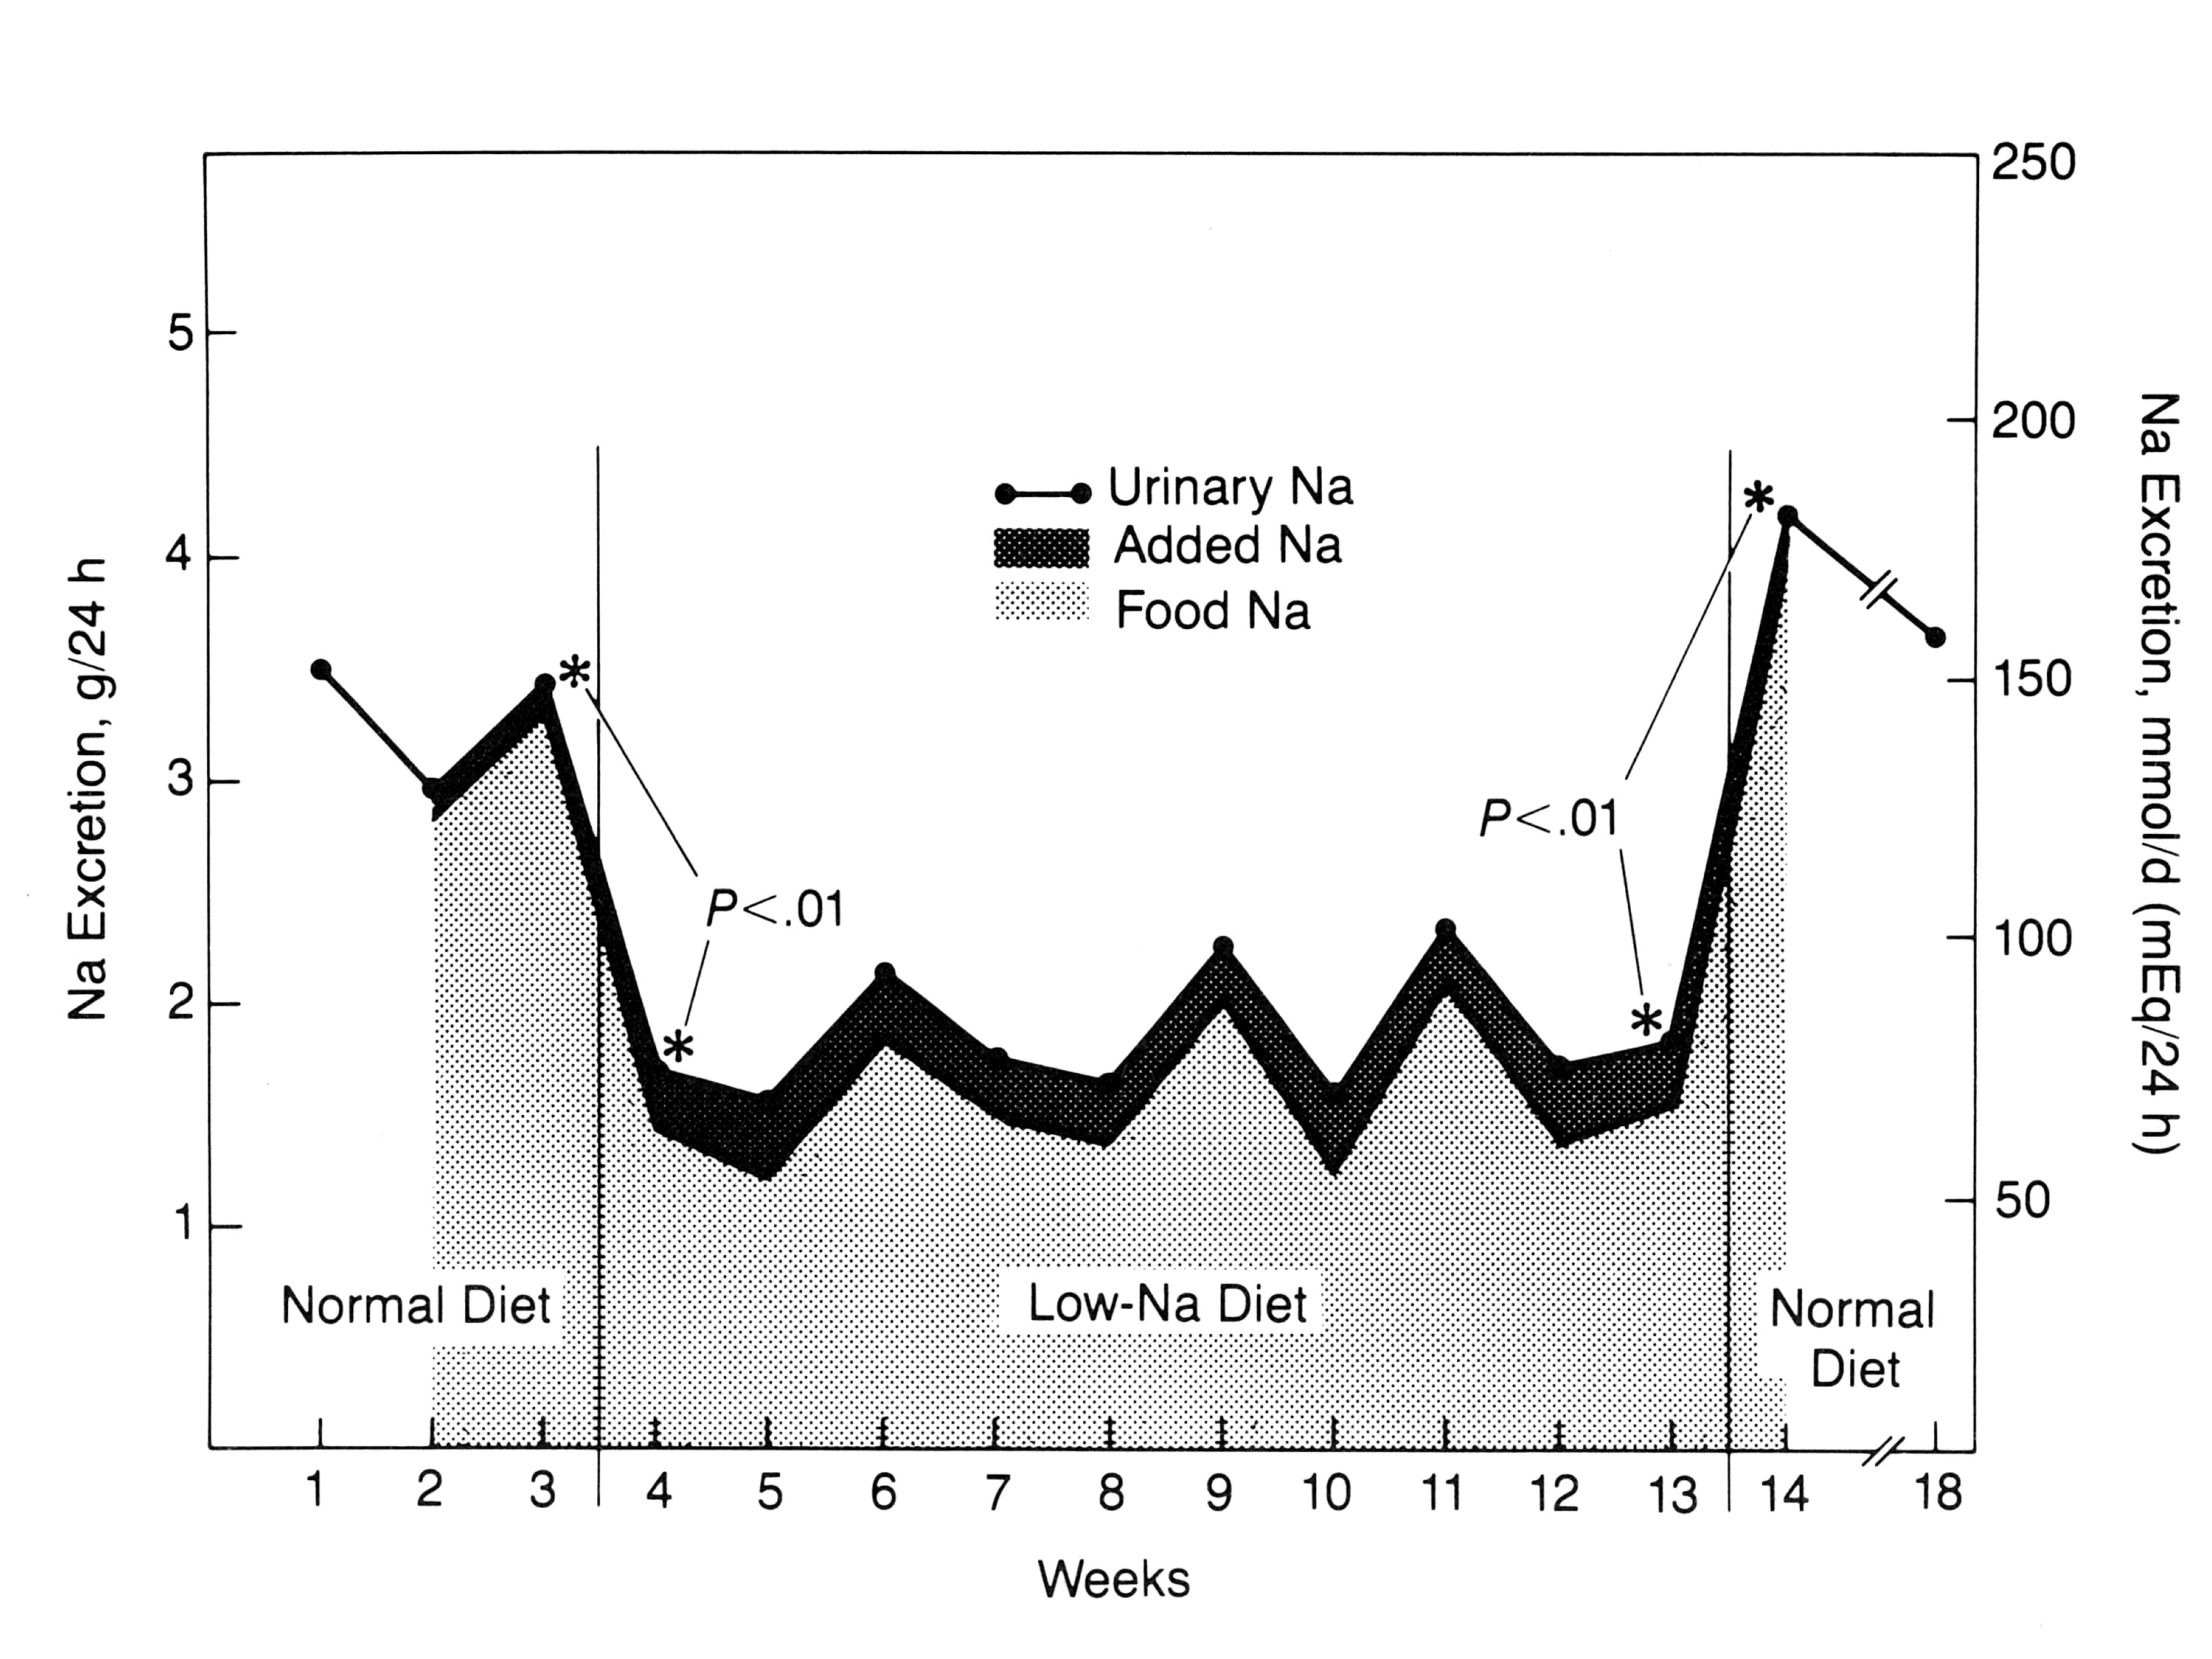 250
200
150
100
50
5
4
3
2
1
Na Excretion, g/24 h
Na Excretion, mmol/d (mEq/24 h)
Urinary Na
Added Na
Food Na
*
*
P<.01
P<.01
*
*
Normal Diet
Low-Na Diet
Normal
Diet
1 2 3 4 5 6 7 8 9 10 11 12 13 14 18
Weeks